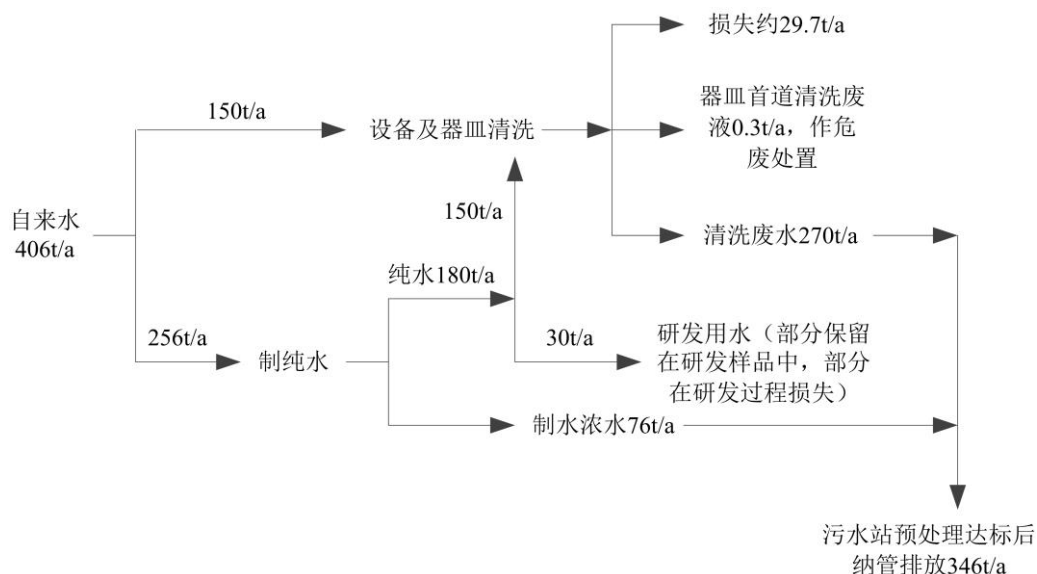 损失约29.7t/a
150t/a
设备及器皿清洗
器皿首道清洗废
液0.3t/a，作危
废处置
自来水
406t/a
150t/a
清洗废水270t/a
纯水180t/a
256t/a
制纯水
30t/a
研发用水（部分保留
在研发样品中，部分
在研发过程损失）
制水浓水76t/a
污水站预处理达标后
纳管排放346t/a